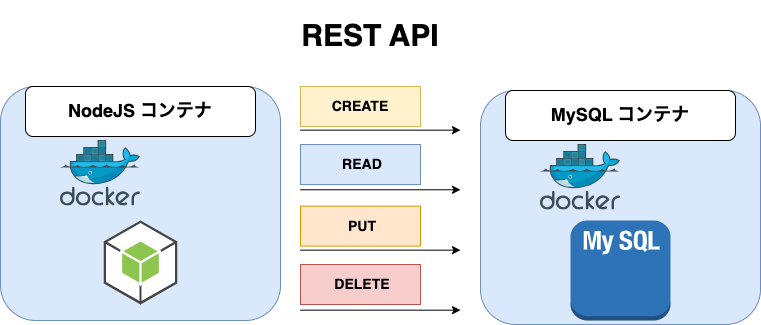 REST API
NodeJS コンテナ
docker
CREATE
READ
PUT
DELETE
MySQL コンテナ
docker
My SQL